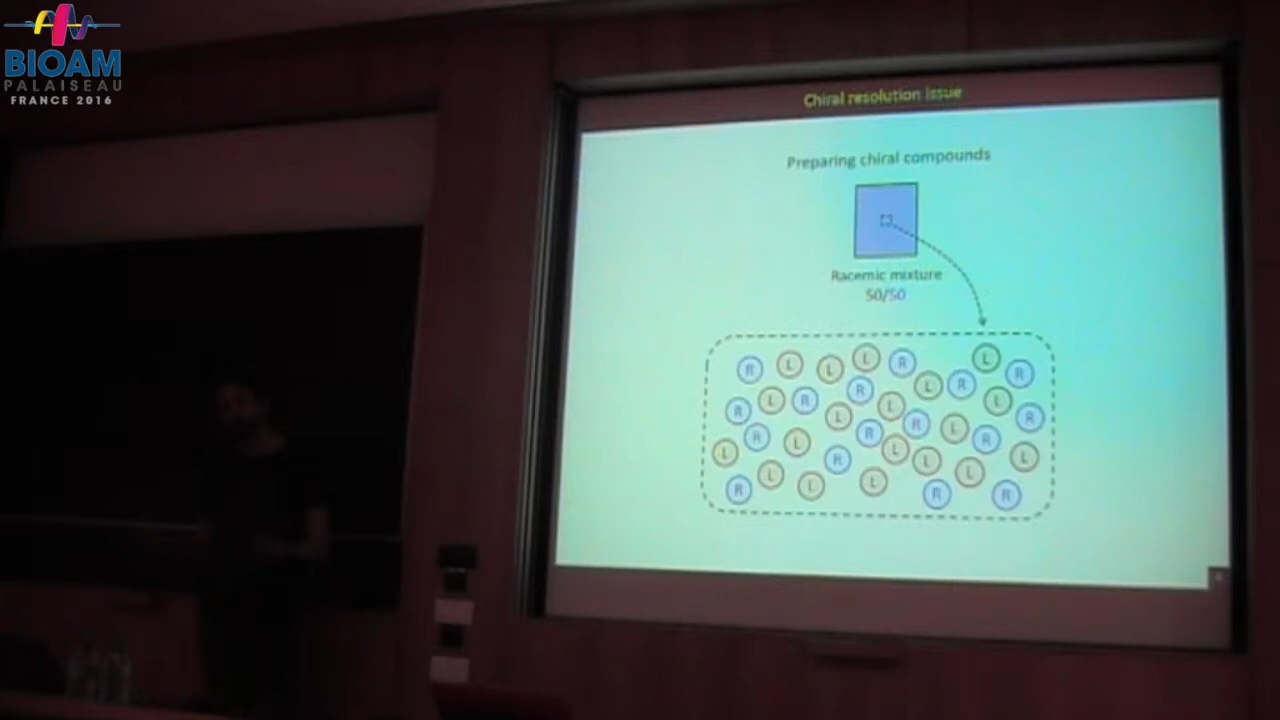 BIOAM
PALAISEAU
FRANCE 2016
Chiral resolution issue
Preparing chiral compounds
Racemic mixture
50/50
L L R L
R L L R L R R
L R L L
R L R L R R
R L R
L L R L L L
L L
R L L R R